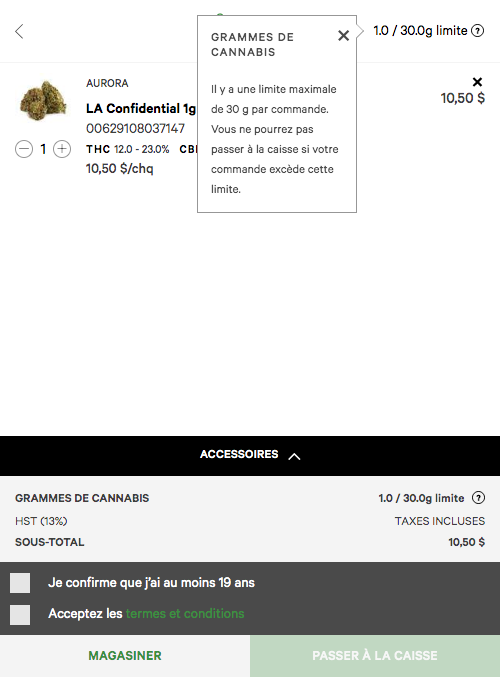 1.0 / 30.0g limite ?
GRAMMES DE
CANNABIS
Il y a une limite maximale
de 30 g par commande.
Vous ne pourrez pas
passer à la caisse si votre
commande excède cette
limite.
AURORA
LA Confidential 1g
10,50 $
00629108037147
1
THC 12.0 - 23.0%
10,50 $/chq
ACCESSOIRES
GRAMMES DE CANNABIS 1.0 / 30.0g limite ?
HST (13%) TAXES INCLUSES
SOUS-TOTAL 10,50 $
Je confirme que j'ai au moins 19 ans
Acceptez les termes et conditions
MAGASINER
PASSER À LA CAISSE